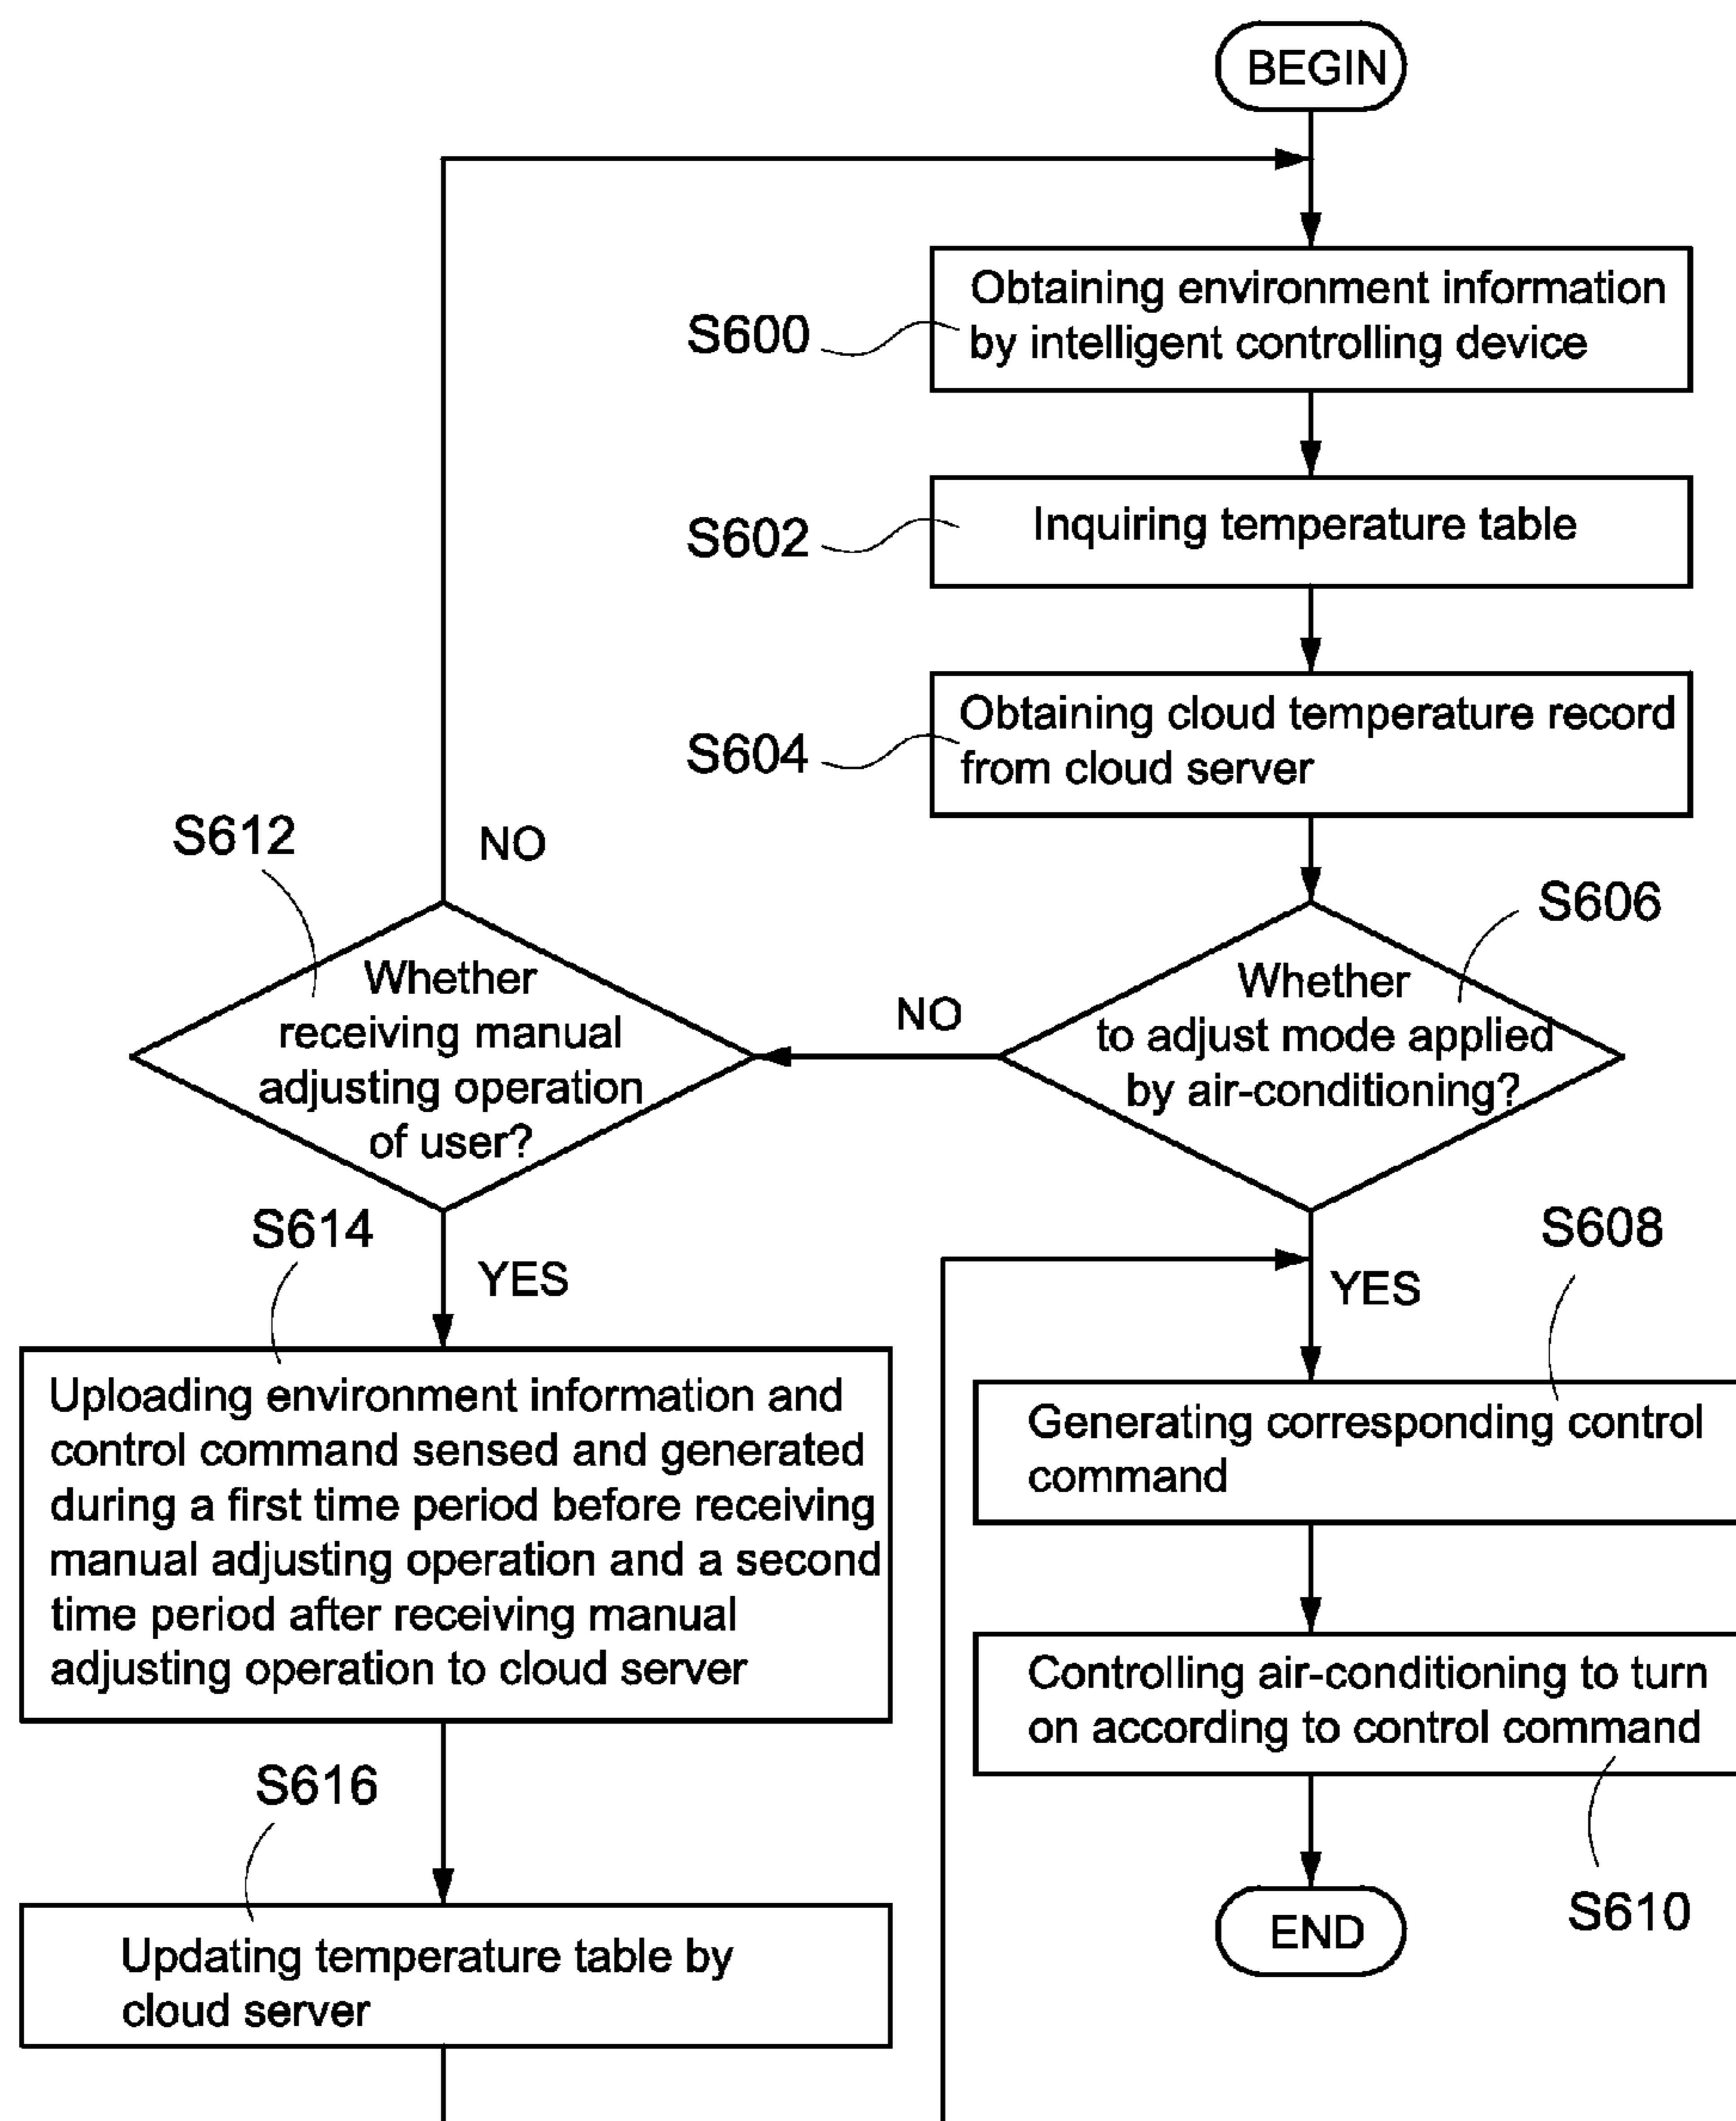 BEGIN
Obtaining environment information
by intelligent controlling device
S600
Inquiring temperature table
S602
Obtaining cloud temperature record
from cloud server
S604
S612
NO
S606
Whether
receiving manual
adjusting operation
of user?
NO
Whether
to adjust mode applied
by air-conditioning?
S614
YES
S608
YES
Uploading environment information and
control command sensed and generated
during a first time period before receiving
manual adjusting operation and a second
time period after receiving manual
adjusting operation to cloud server
Generating corresponding control
command
Controlling air-conditioning to turn
on according to control command
S616
S610
Updating temperature table by
cloud server
END